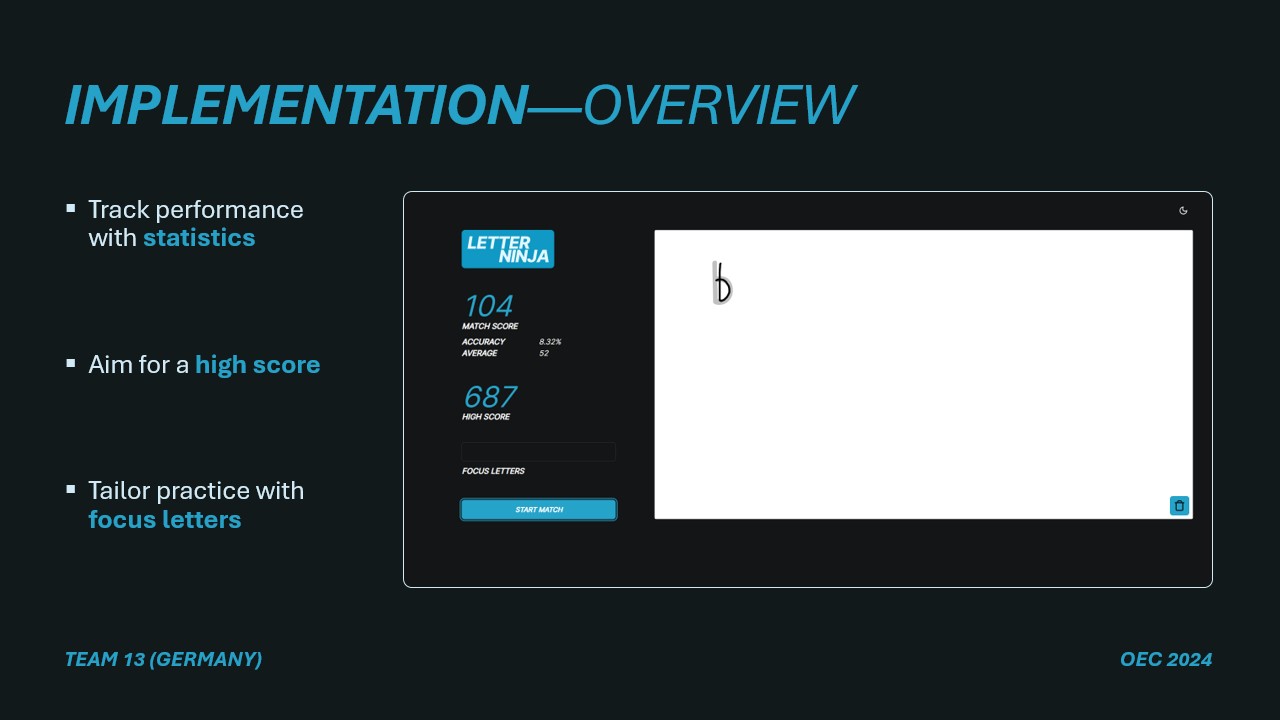 IMPLEMENTATION—OVERVIEW
▪ Track performance
with statistics
▪ Aim for a high score
▪ Tailor practice with
focus letters
LETTER
NINJA
104
MATCH SCORE
ACCURACY 8.32%
AVERAGE 52
687
HIGH SCORE
FOCUS LETTERS
START MATCH
b
TEAM 13 (GERMANY)
OEC 2024